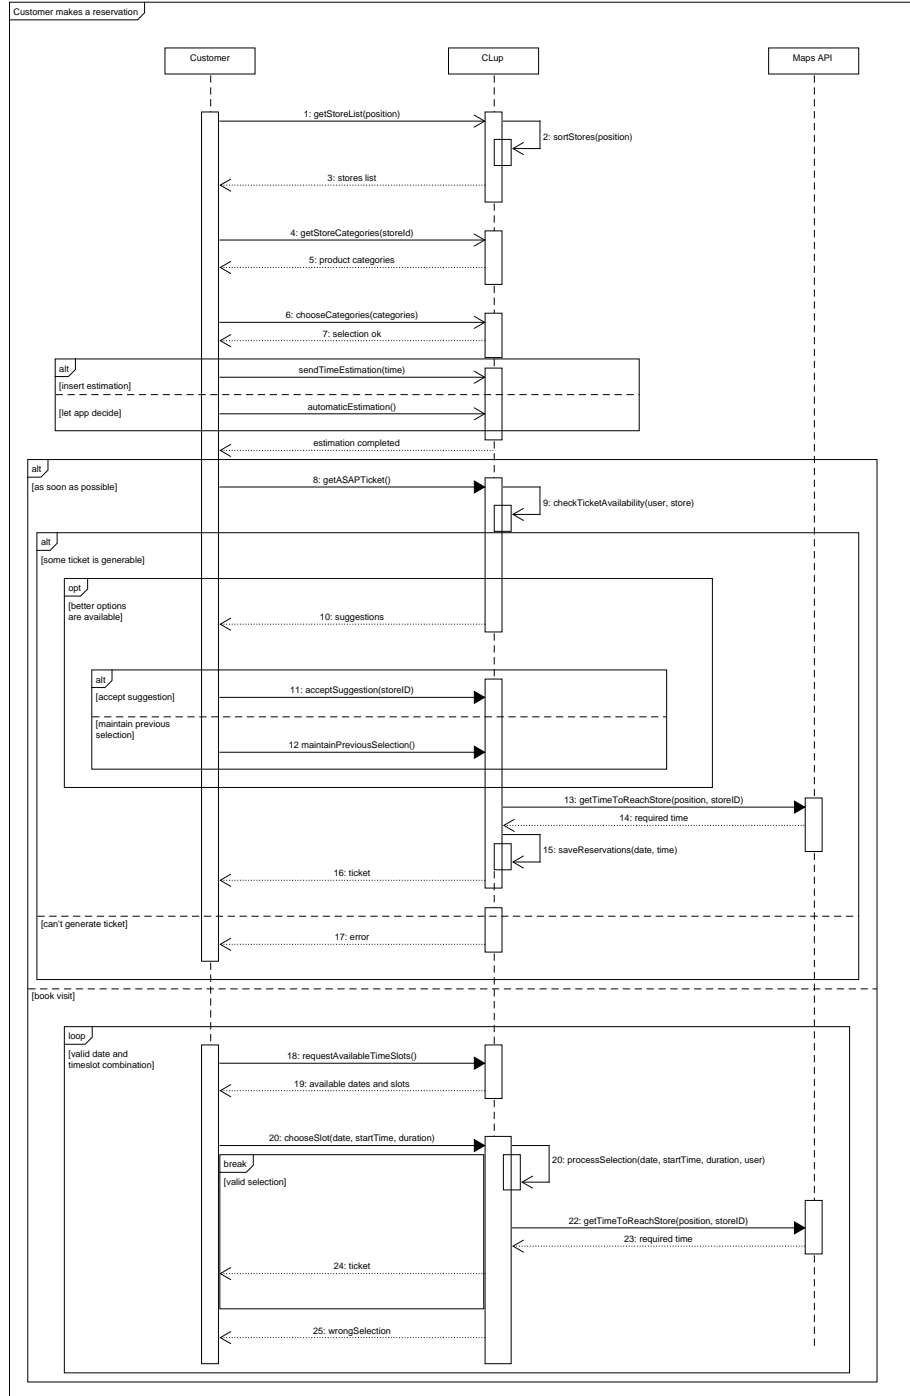 Customer makes a reservation
Customer
CLup
Maps API
1: getStoreList(position)
2: sortStores(position)
3: stores list
4: getStoreCategories(storeId)
5: product categories
6: chooseCategories(categories)
7: selection ok
alt
sendTimeEstimation(time)
[insert estimation]
automaticEstimation()
[let app decide]
estimation completed
alt
[as soon as possible]
8: getASAPTicket()
9: checkTicketAvailability(user, store)
alt
[some ticket is generable]
opt
[better options
are available]
10: suggestions
alt
[accept suggestion]
11: acceptSuggestion(storeID)
[maintain previous
selection]
12 maintainPreviousSelection()
13: getTimeToReachStore(position, storeID)
14: required time
15: saveReservations(date, time)
16: ticket
[can't generate ticket]
17: error
[book visit]
loop
[valid date and
timeslot combination]
18: requestAvailableTimeSlots()
19: available dates and slots
20: chooseSlot(date, startTime, duration)
20: processSelection(date, startTime, duration, user)
break
[valid selection]
22: getTimeToReachStore(position, storeID)
23: required time
24: ticket
25: wrongSelection